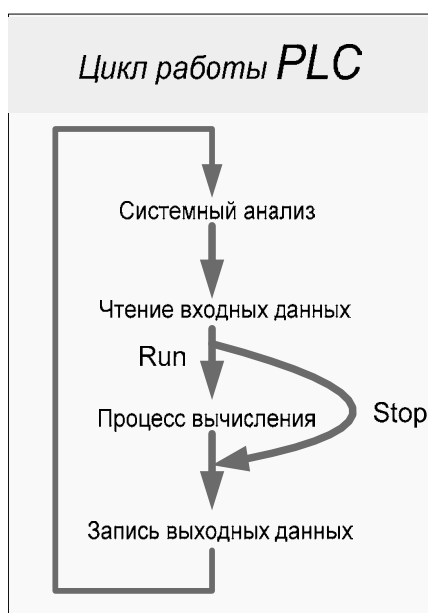 Цикл работы PLC
Системный анализ
Чтение входных данных
Run
Процесс вычисления
Stop
Запись выходных данных